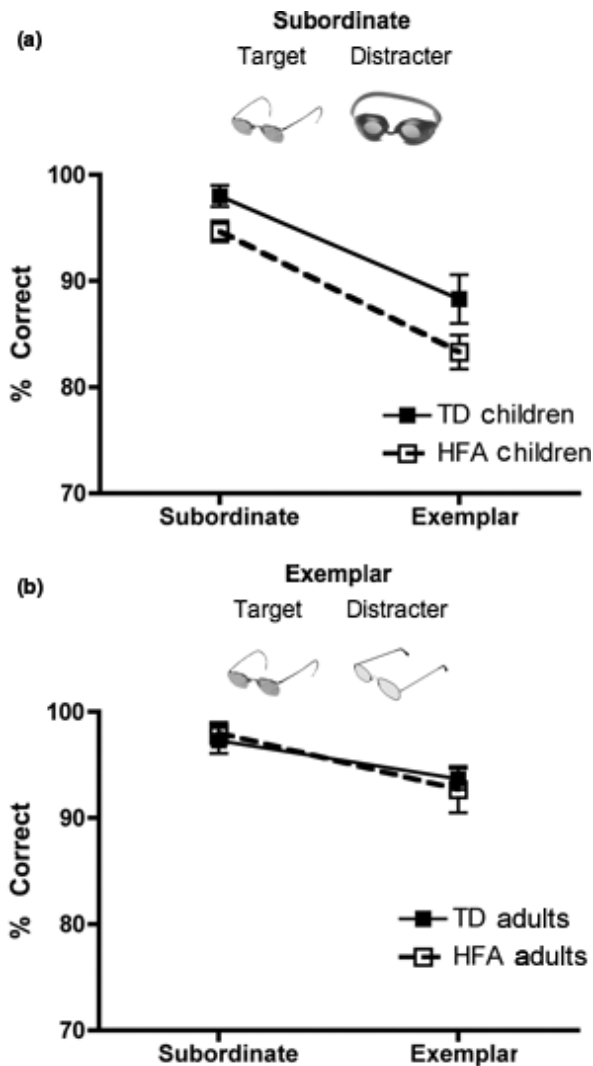 (a)
Subordinate
Target Distracter
100
90
80
70
% Correct
TD children
HFA children
Subordinate Exemplar
(b)
Exemplar
Target Distracter
100
90
80
70
% Correct
TD adults
HFA adults
Subordinate Exemplar